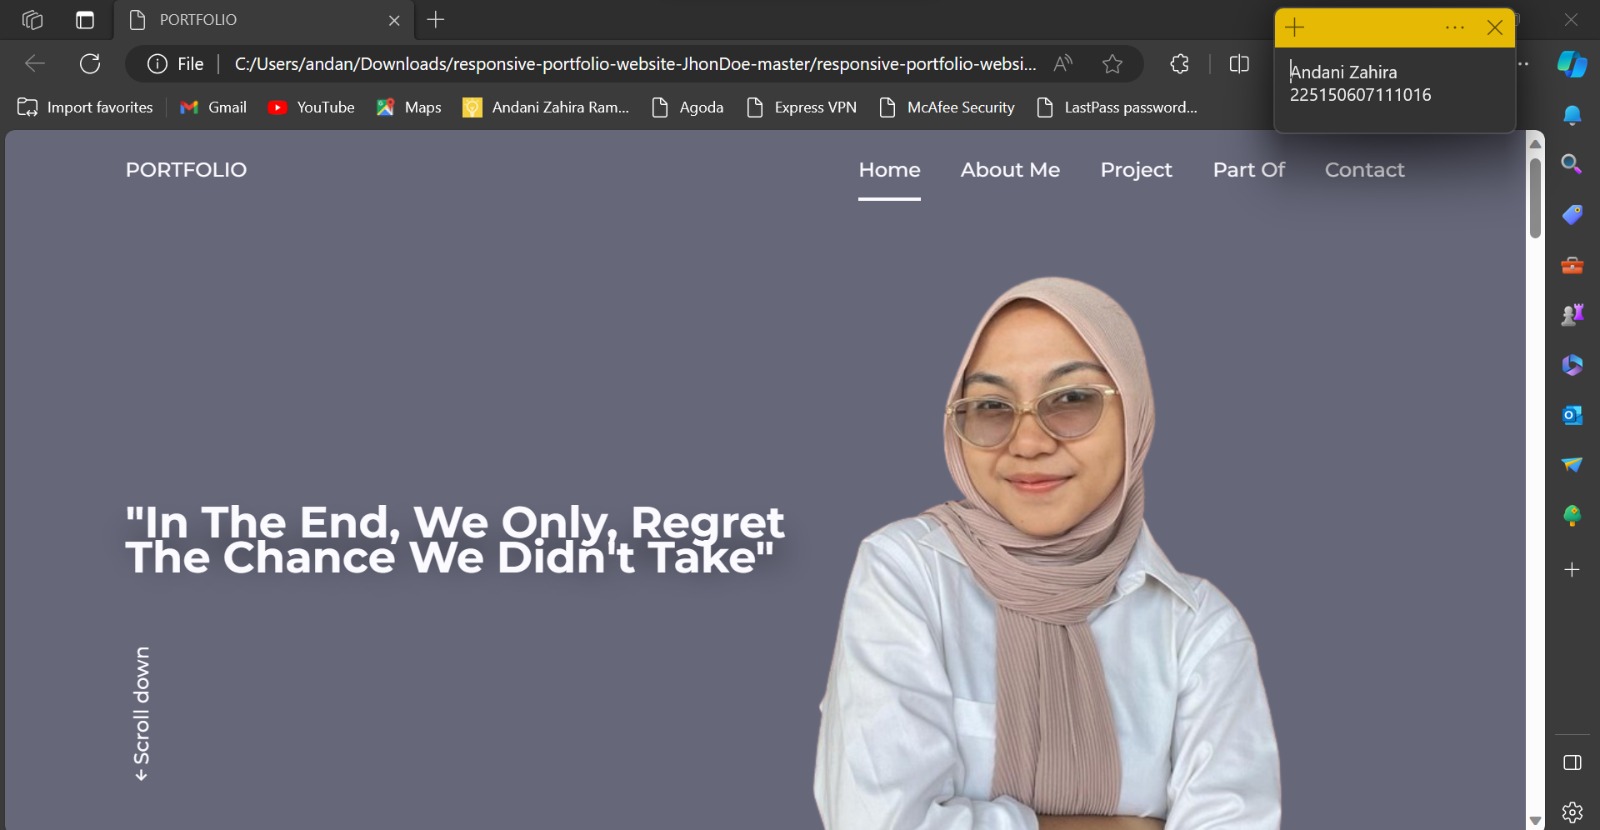 PORTFOLIO
File
C:/Users/andan/Downloads/responsive-portfolio-website-JhonDoe-master/responsive-portfolio-websi...
Andani Zahira
225150607111016
Import favorites
Gmail
YouTube
Maps
Andani Zahira Ram...
Agoda
Express VPN
McAfee Security
LastPass password...
PORTFOLIO
Home
About Me
Project
Part Of
Contact
"In The End, We Only, Regret
The Chance We Didn't Take"
Scroll down